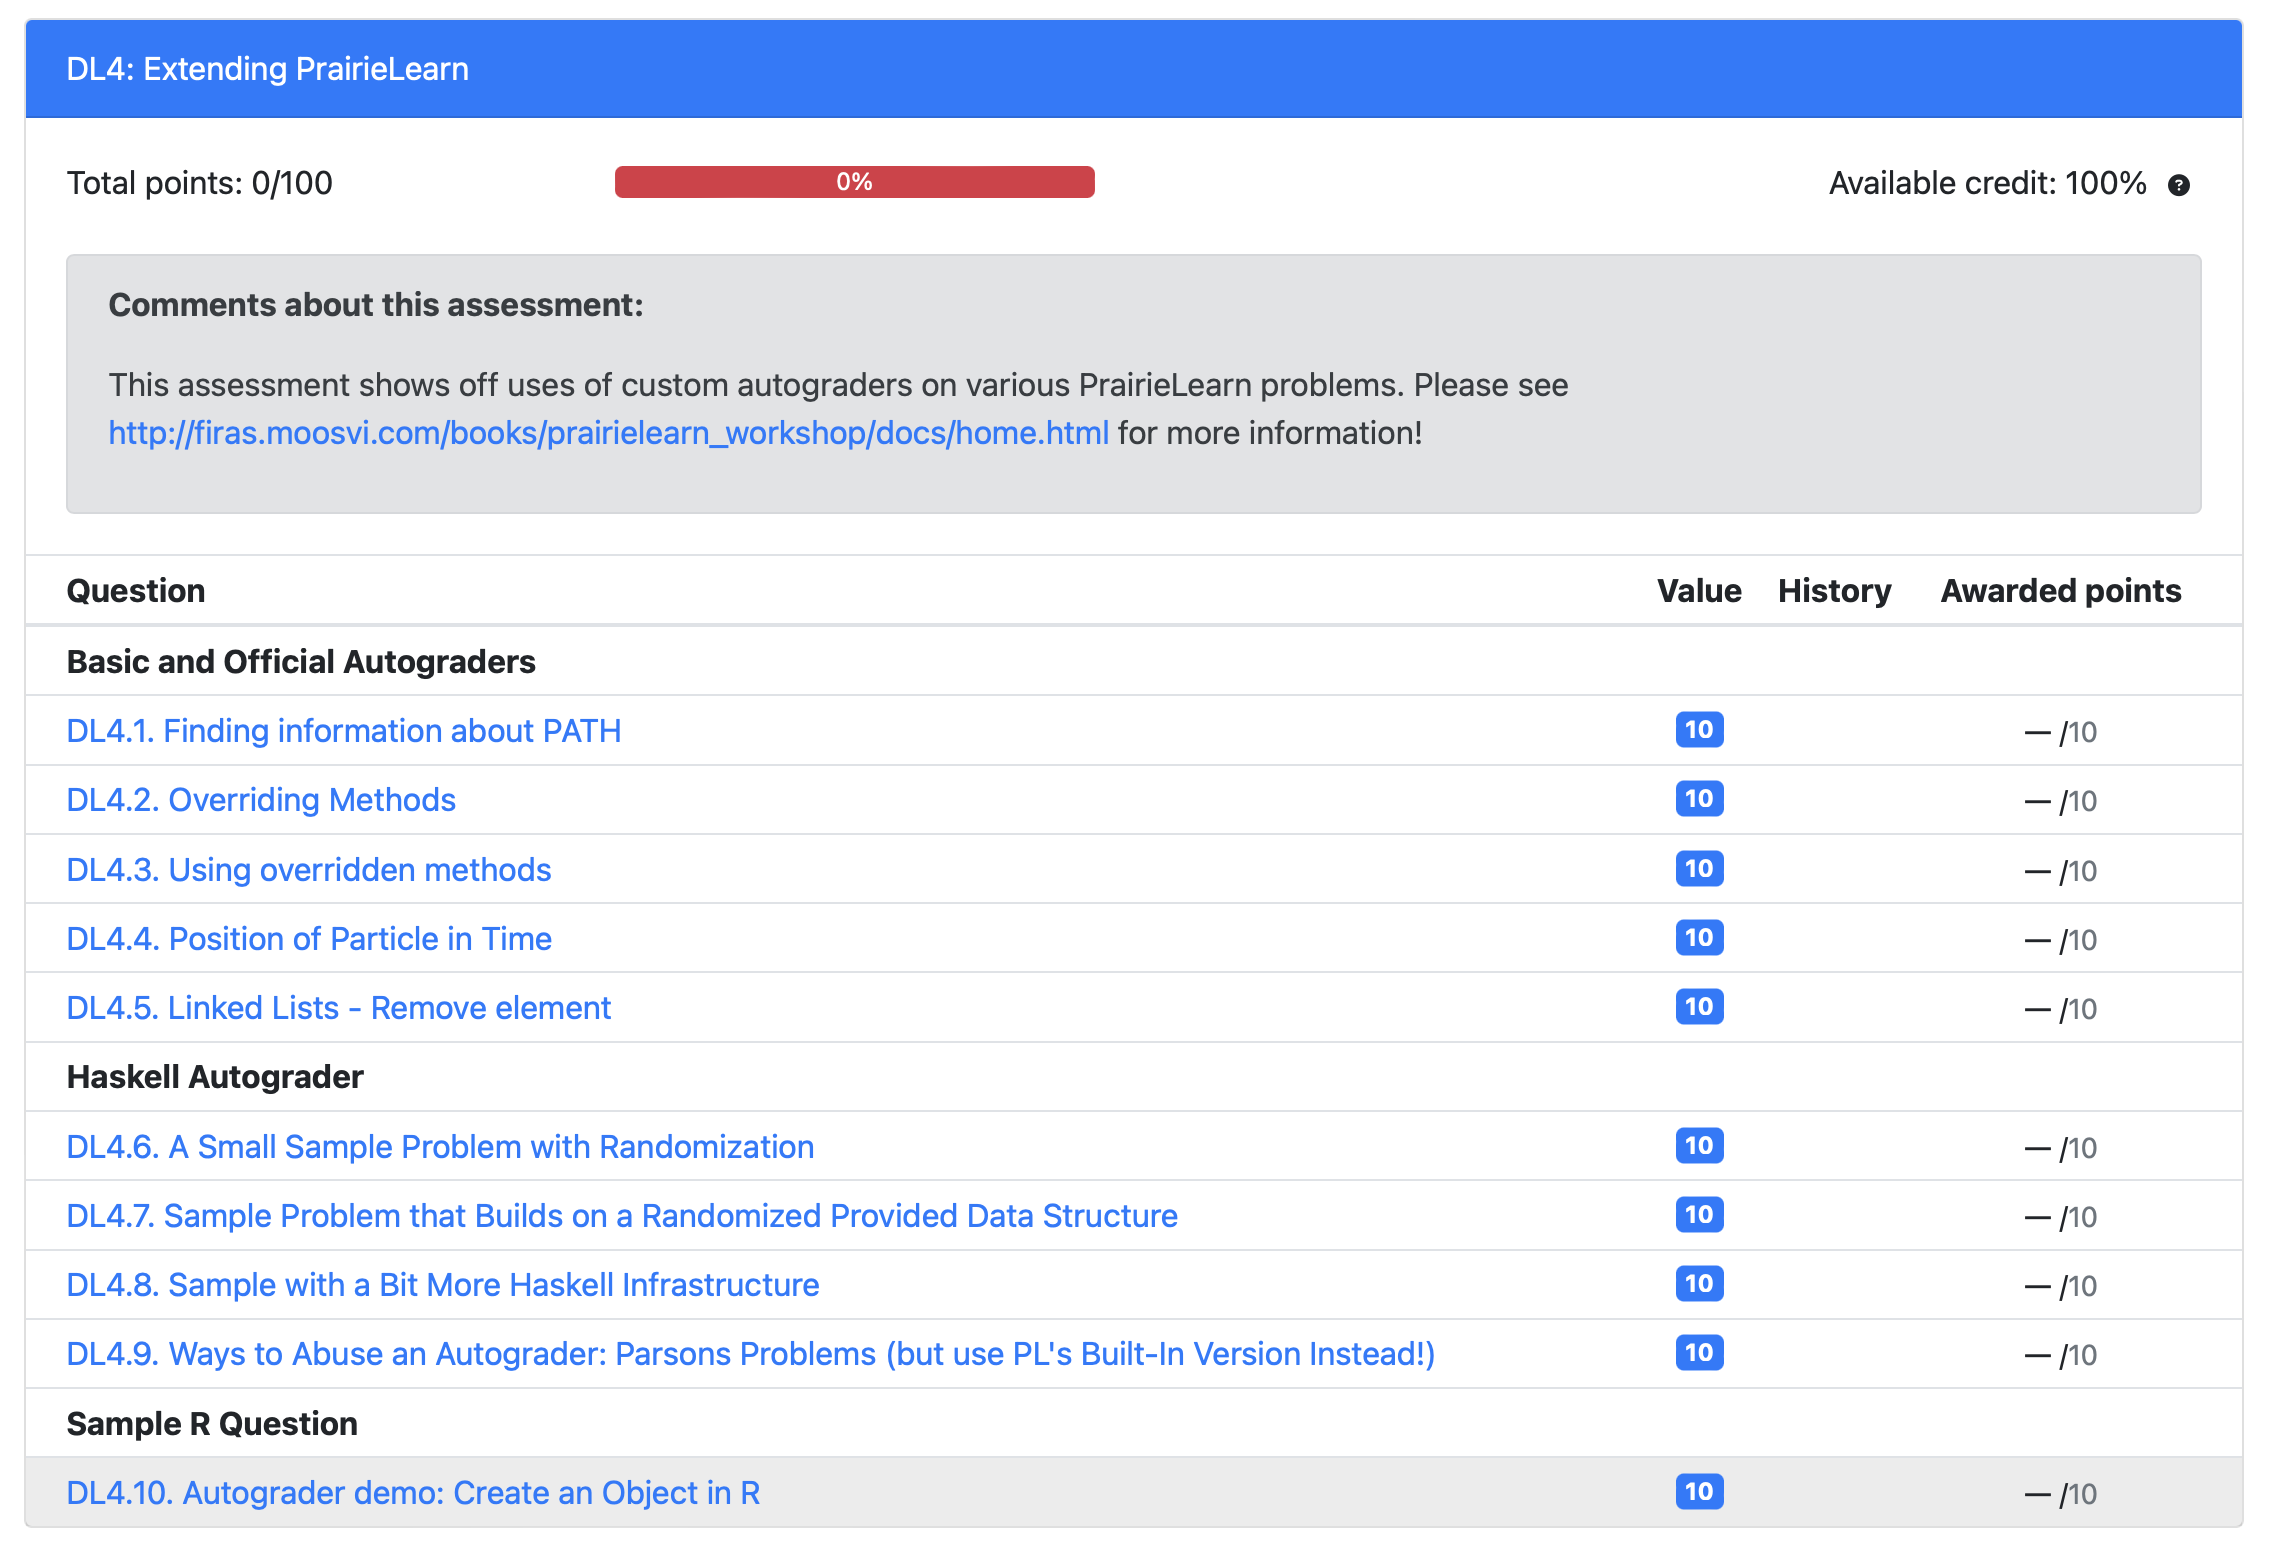 DL4: Extending PrairieLearn
Total points: 0/100
0%
Available credit: 100% ?
Comments about this assessment:
This assessment shows off uses of custom autograders on various PrairieLearn problems. Please see
http://firas.moosvi.com/books/prairielearn_workshop/docs/home.html for more information!
Question Value History Awarded points
Basic and Official Autograders
DL4.1. Finding information about PATH 10 — /10
DL4.2. Overriding Methods 10 — /10
DL4.3. Using overridden methods 10 — /10
DL4.4. Position of Particle in Time 10 — /10
DL4.5. Linked Lists - Remove element 10 — /10
Haskell Autograder
DL4.6. A Small Sample Problem with Randomization 10 — /10
DL4.7. Sample Problem that Builds on a Randomized Provided Data Structure 10 — /10
DL4.8. Sample with a Bit More Haskell Infrastructure 10 — /10
DL4.9. Ways to Abuse an Autograder: Parsons Problems (but use PL's Built-In Version Instead!) 10 — /10
Sample R Question
DL4.10. Autograder demo: Create an Object in R 10 — /10